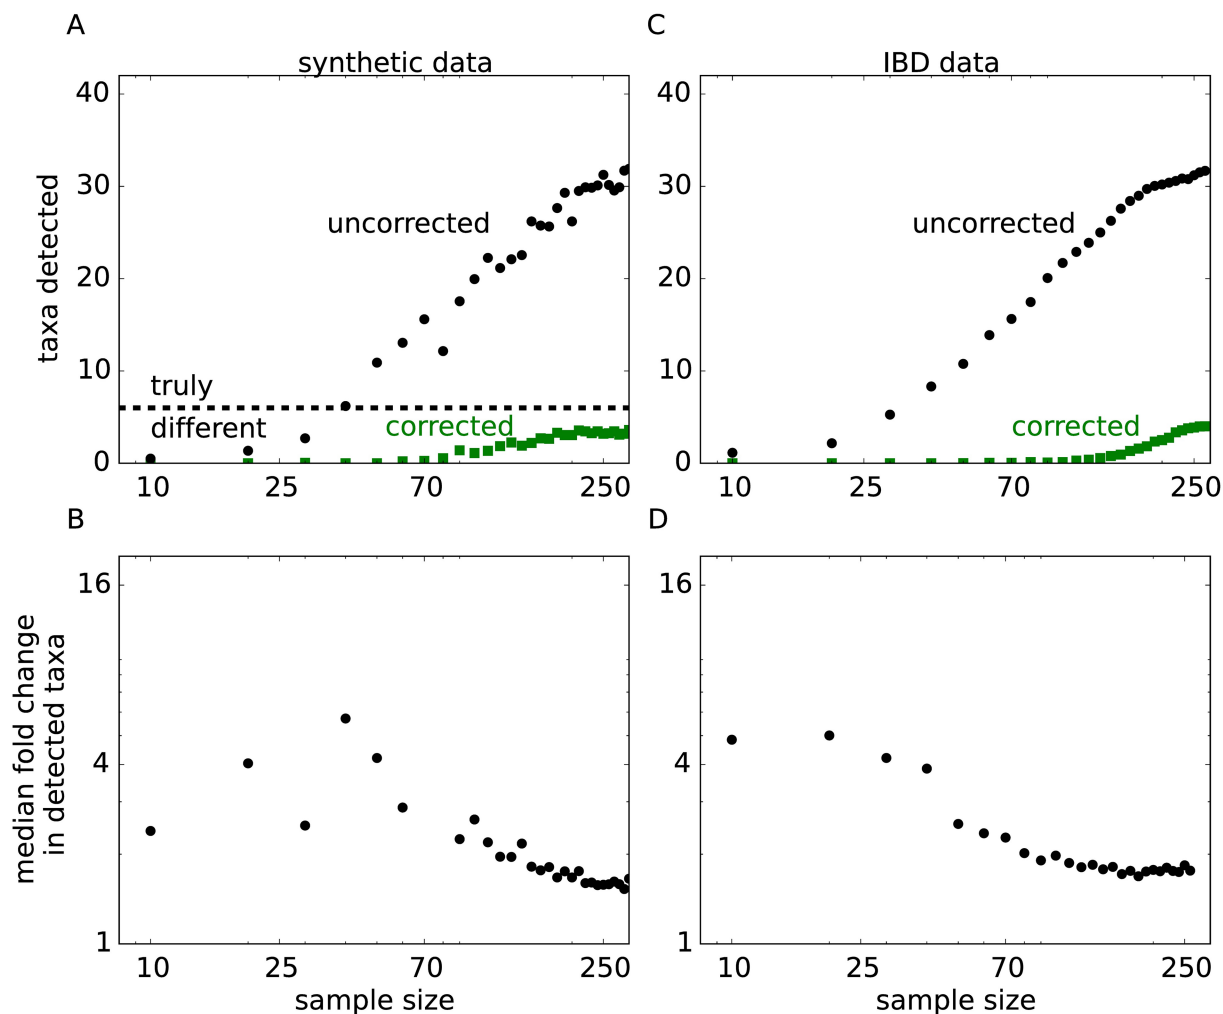 A
synthetic data
40
30
20
10
0
taxa detected
uncorrected
truly
different
corrected
10
25
70
250
C
IBD data
40
30
20
10
0
uncorrected
corrected
10
25
70
250
B
16
4
1
median fold change
in detected taxa
10
25
70
250
sample size
D
16
4
1
10
25
70
250
sample size